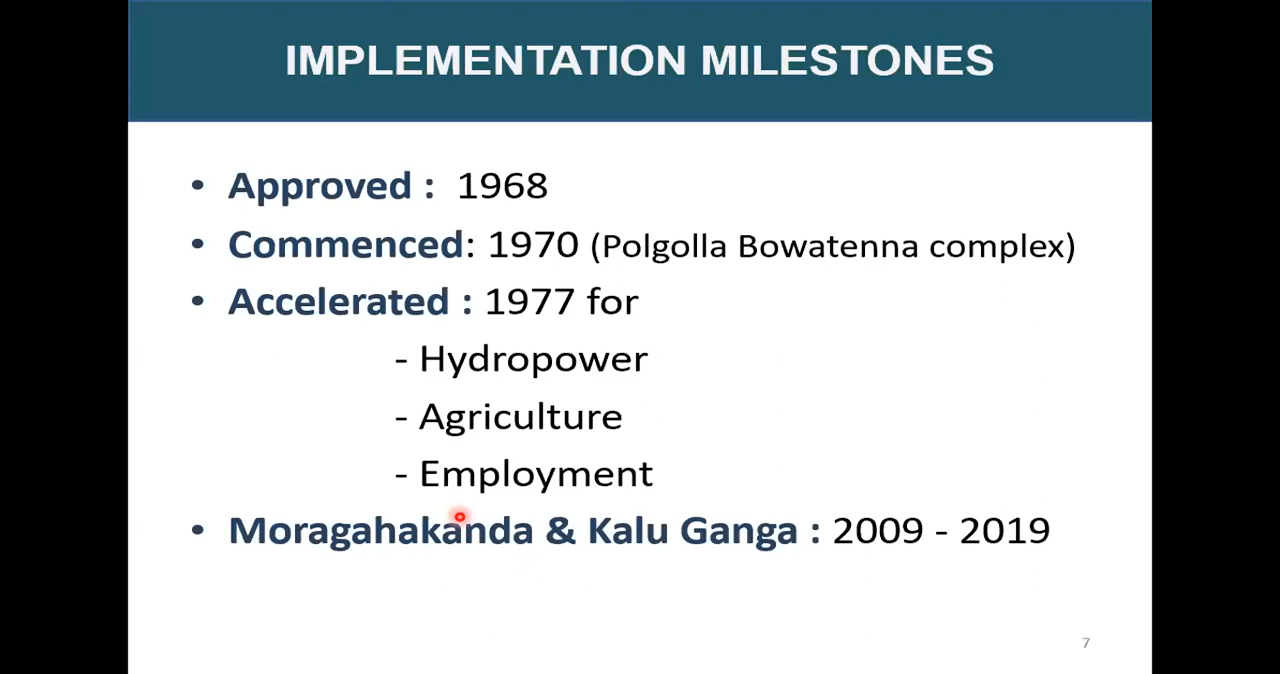 IMPLEMENTATION MILESTONES
• Approved : 1968
• Commenced: 1970 (Polgolla Bowatenna complex)
• Accelerated : 1977 for
- Hydropower
- Agriculture
- Employment
• Moragahakanda & Kalu Ganga : 2009 - 2019
7